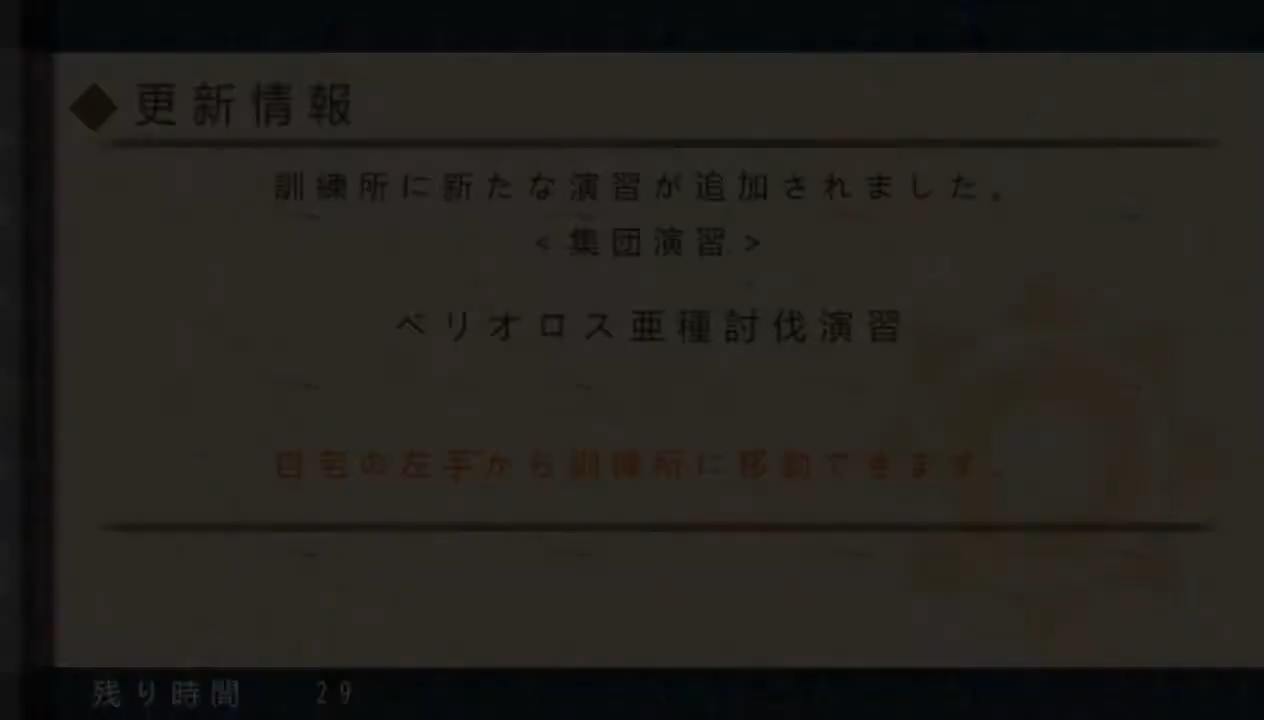 更新情報
訓練所に新たな演習が追加されました。
<集団演習>
ベリオロス亜種討伐演習
自宅の左手から訓練所に移動できます。
残り時間 29